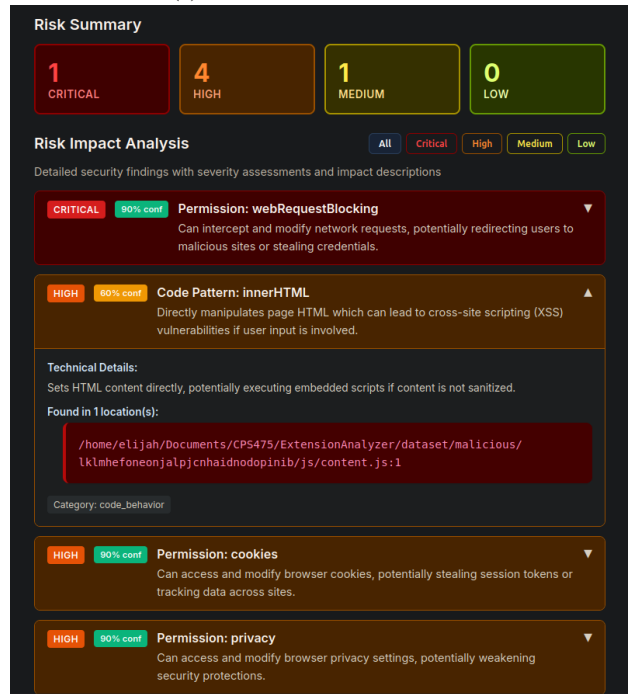 Risk Summary
1
CRITICAL
4
HIGH
1
MEDIUM
0
LOW
Risk Impact Analysis
All
Critical
High
Medium
Low
Detailed security findings with severity assessments and impact descriptions
CRITICAL
90% conf
Permission: webRequestBlocking
▼
Can intercept and modify network requests, potentially redirecting users to
malicious sites or stealing credentials.
HIGH
60% conf
Code Pattern: innerHTML
▲
Directly manipulates page HTML which can lead to cross-site scripting (XSS)
vulnerabilities if user input is involved.
Technical Details:
Sets HTML content directly, potentially executing embedded scripts if content is not sanitized.
Found in 1 location(s):
/home/elijah/Documents/CPS475/ExtensionAnalyzer/dataset/malicious/
lklmhefoneonjalpjcnhaidnodopinib/js/content.js:1
Category: code_behavior
HIGH
90% conf
Permission: cookies
▼
Can access and modify browser cookies, potentially stealing session tokens or
tracking data across sites.
HIGH
90% conf
Permission: privacy
▼
Can access and modify browser privacy settings, potentially weakening
security protections.